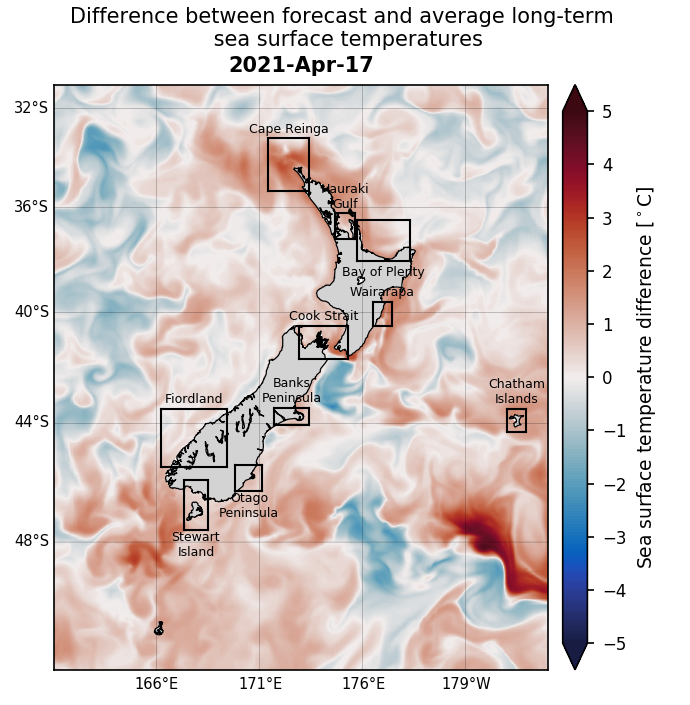 Difference between forecast and average long-term
sea surface temperatures
2021-Apr-17
32°S
36°S
40°S
44°S
48°S
Cape Reinga
Hauraki
Gulf
Bay of Plenty
Wairarapa
Cook Strait
Banks
Peninsula
Fiordland
Chatham
Islands
Otago
Peninsula
Stewart
Island
166°E
171°E
176°E
179°W
5
4
3
2
1
0
−1
−2
−3
−4
−5
Sea surface temperature difference [°C]